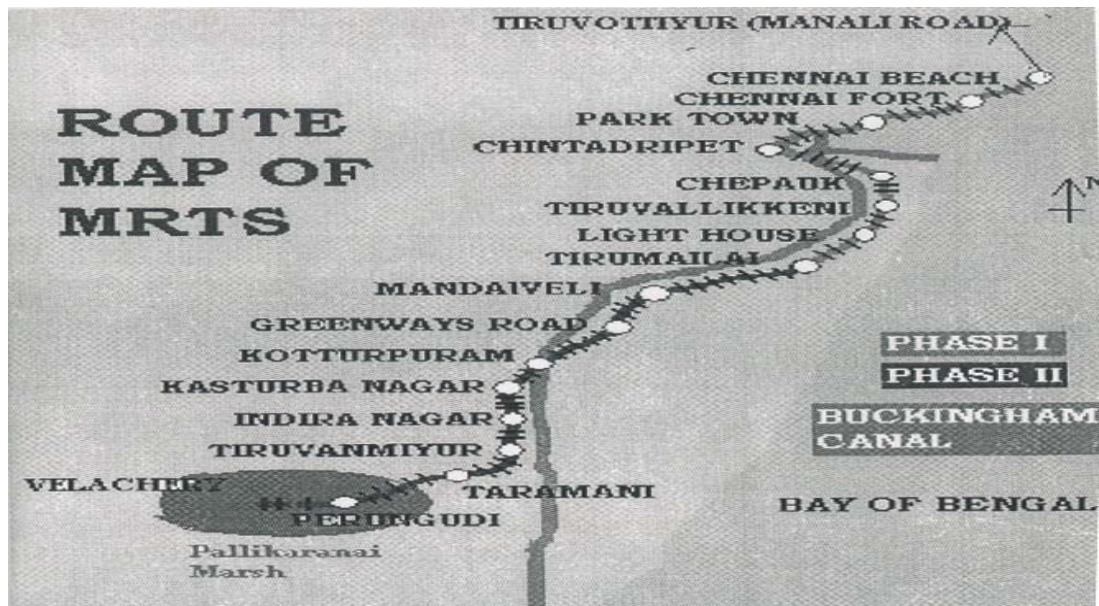 TIRUVOTTIYUR (MANALI ROAD)
CHENNAI BEACH
CHENNAI FORT
PARK TOWN
CHINTADRIPET
ROUTE
MAP OF
MRTS
CHEPAUK
N
TIRUVALLIKKENI
LIGHT HOUSE
TIRUMAILAI
MANDAIVELI
GREENWAYS ROAD
PHASE I
KOTTURPURAM
PHASE II
KASTURBA NAGAR
BUCKINGHAM
CANAL
INDIRA NAGAR
TIRUVANMIYUR
VELACHERY
TARAMANI
PERUNGUDI
BAY OF BENGAL
Pallikaranai
Marsh